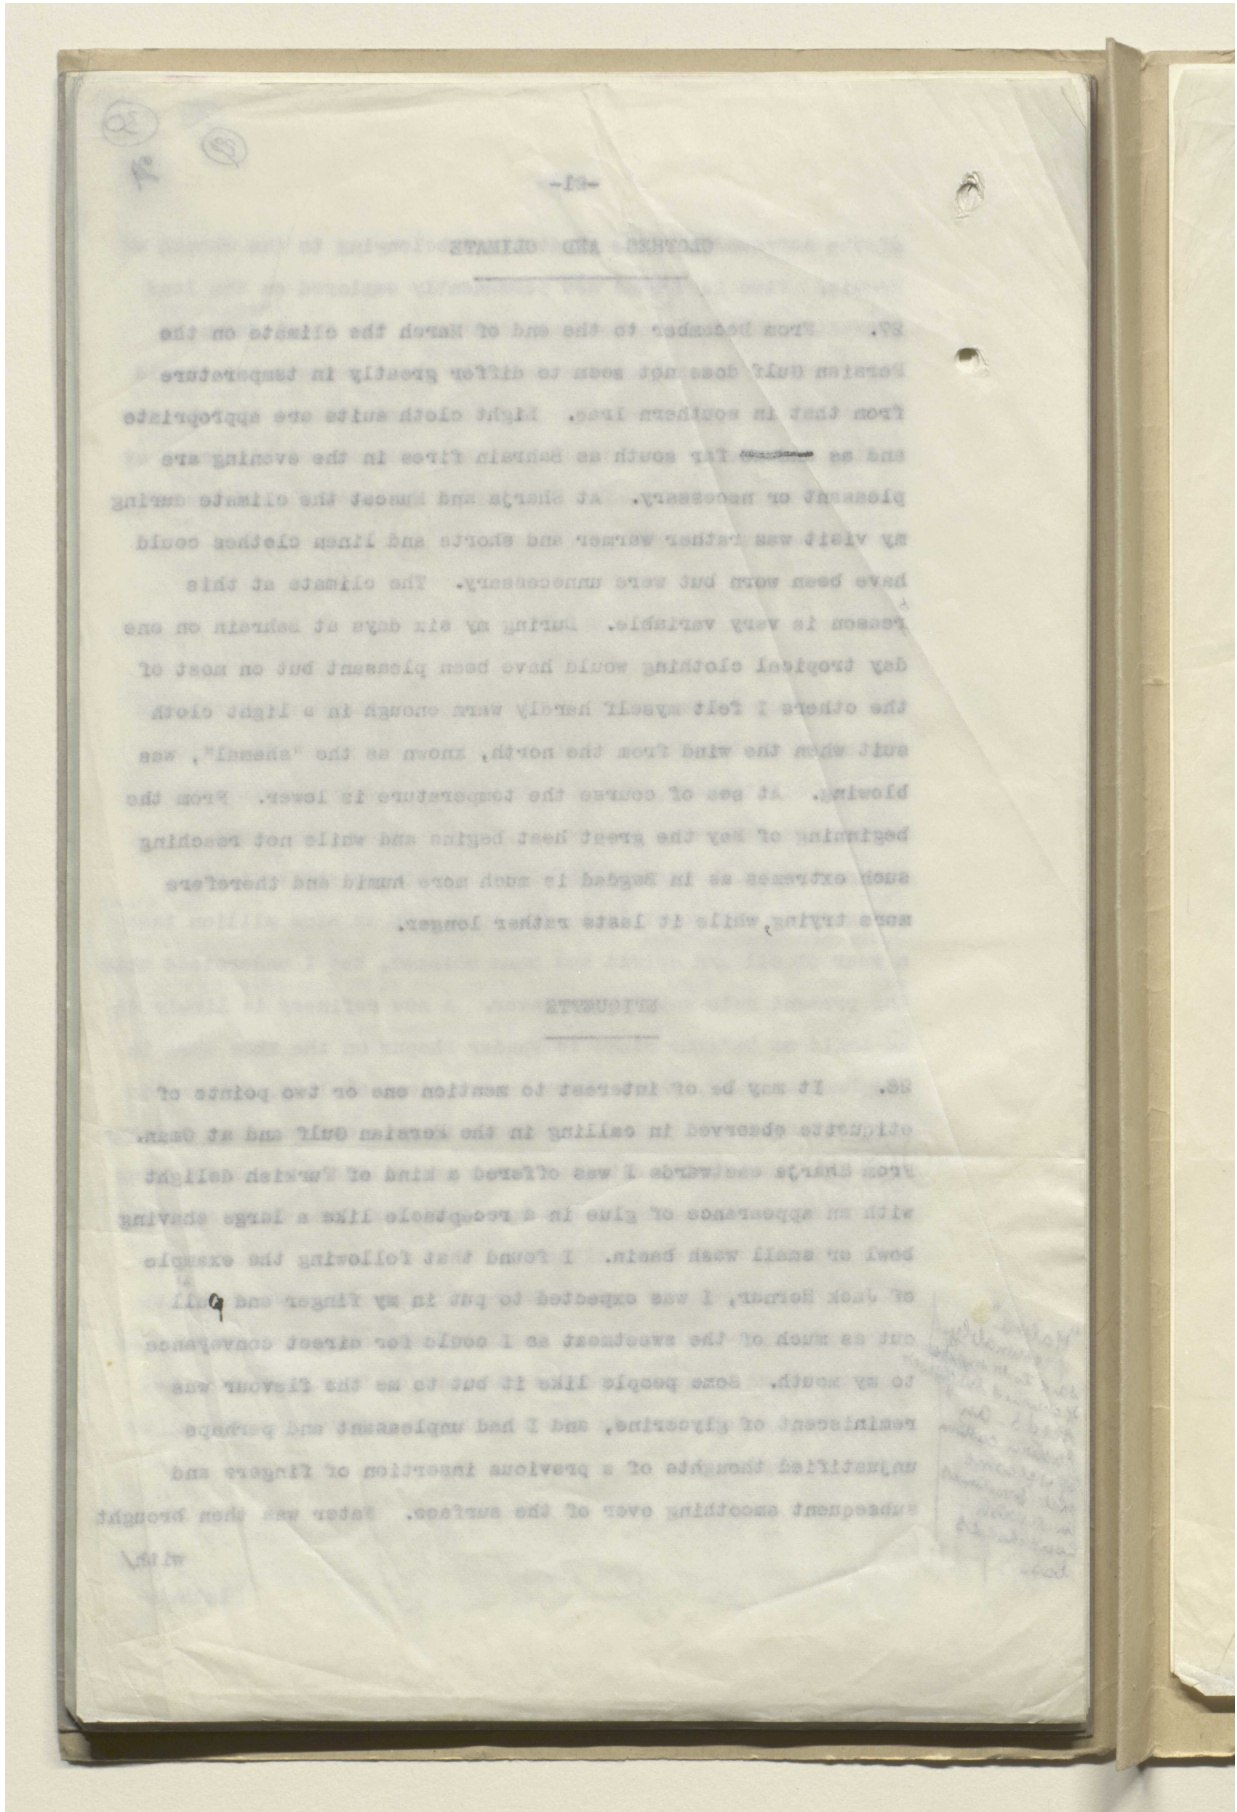 30
-21-
CLOTHES AND CLIMATE
27. From December to the end of March the climate on the
Persian Gulf does not seem to differ greatly in temperature
from that in southern Iraq. Light cloth suits are appropriate
and as far south as Bahrain fires in the evening are
pleasant or necessary. At Sharja and Muscat the climate during
my visit was rather warmer and shorts and linen clothes could
have been worn but were unnecessary. The climate at this
season is very variable. During my six days at Bahrain on one
day tropical clothing would have been pleasant but on most of
the others I felt myself hardly warm enough in a light cloth
suit when the wind from the north, known as the "shamal", was
blowing. At sea of course the temperature is lower. From the
beginning of May the great heat begins and while not reaching
such extremes as in Bagdad is much more humid and therefore
more trying, while it lasts rather longer.
ETIQUETTE
28. It may be of interest to mention one or two points of
etiquette observed in calling in the Persian Gulf and at Oman.
From Sharja eastwards I was offered a kind of Turkish delight
with an appearance of glue in a receptacle like a large shaving
bowl or small wash basin. I found that following the example
of Jack Horner, I was expected to put in my finger and pull
out as much of the sweetmeat as I could for direct conveyance
to my mouth. Some people like it but to me the flavour was
reminiscent of glycerine, and I had unpleasant and perhaps
unjustified thoughts of a previous insertion of fingers and
subsequent smoothing over of the surface. Water was then brought
with/
"Halwa"